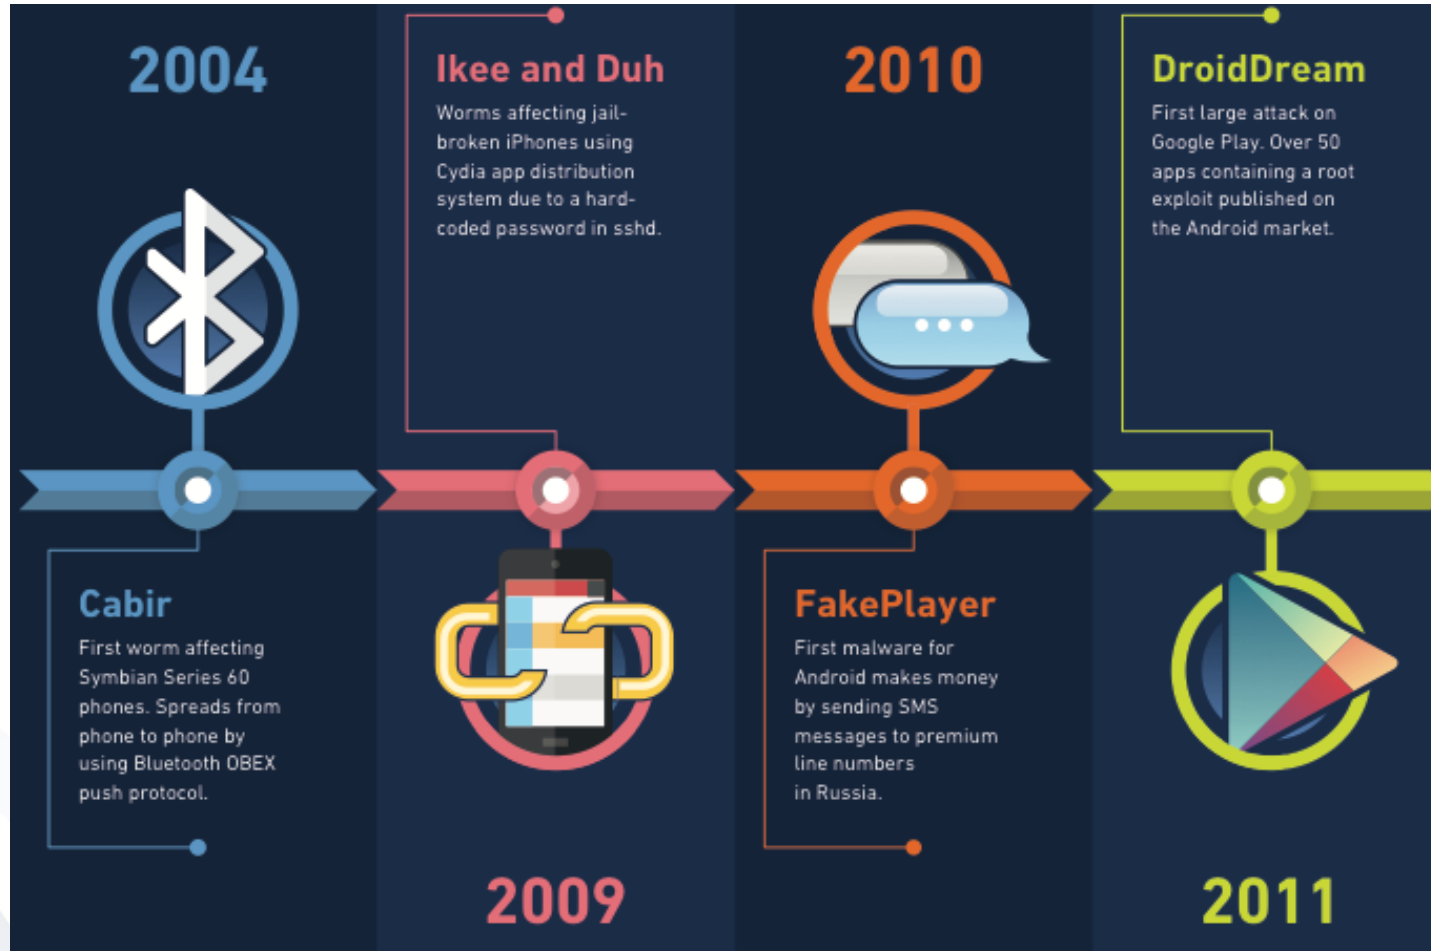 2004
Cabir
First worm affecting
Symbian Series 60
phones. Spreads from
phone to phone by
using Bluetooth OBEX
push protocol.
Ikee and Duh
Worms affecting jail-
broken iPhones using
Cydia app distribution
system due to a hard-
coded password in sshd.
2009
2010
FakePlayer
First malware for
Android makes money
by sending SMS
messages to premium
line numbers
in Russia.
DroidDream
First large attack on
Google Play. Over 50
apps containing a root
exploit published on
the Android market.
2011